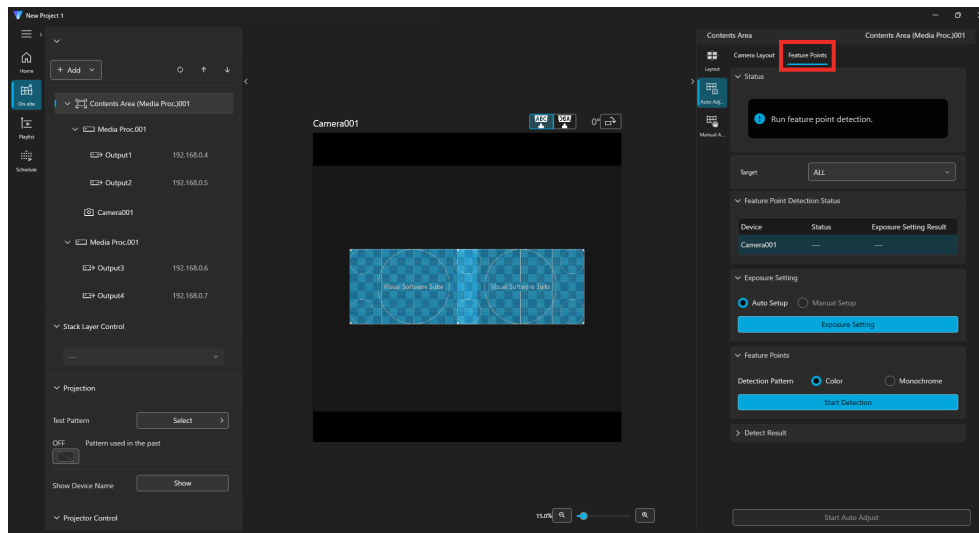 New Project 1
Home
On-site
Playlist
Schedule
+ Add
Contents Area (Media Proc.)001
Media Proc.001
Output1 192.168.0.4
Output2 192.168.0.5
Camera001
Media Proc.001
Output3 192.168.0.6
Output4 192.168.0.7
Stack Layer Control
---
Projection
Test Pattern Select
OFF Pattern used in the past
Show Device Name Show
Projector Control
Camera001
ABC
0°
Visual Software Suite Visual Software Suite
15.0%
Contents Area Contents Area (Media Proc.)001
Layout
Auto Adj...
Manual A...
Camera Layout Feature Points
Status
Run feature point detection.
Target ALL
Feature Point Detection Status
Device Status Exposure Setting Result
Camera001 --- ---
Exposure Setting
Auto Setup Manual Setup
Exposure Setting
Feature Points
Detection Pattern Color Monochrome
Start Detection
Detect Result
Start Auto Adjust